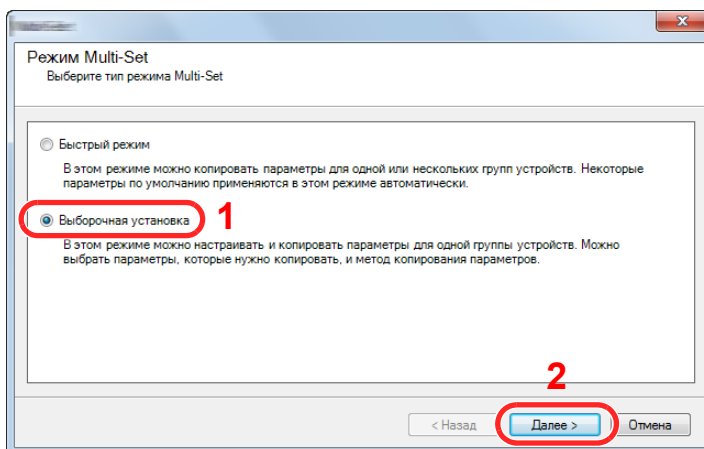 Режим Multi-Set
Выберите тип режима Multi-Set
Быстрый режим
В этом режиме можно копировать параметры для одной или нескольких групп устройств. Некоторые
параметры по умолчанию применяются в этом режиме автоматически.
Выборочная установка 1
В этом режиме можно настраивать и копировать параметры для одной группы устройств. Можно
выбрать параметры, которые нужно копировать, и метод копирования параметров.
2
< Назад Далее > Отмена